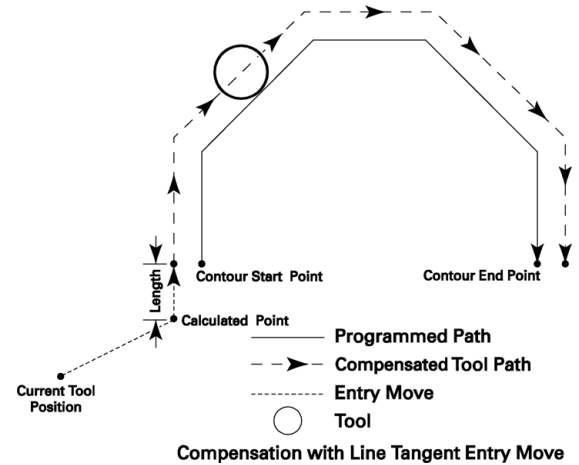 Length
Contour Start Point
Contour End Point
Calculated Point
Current Tool
Position
Programmed Path
Compensated Tool Path
Entry Move
Tool
Compensation with Line Tangent Entry Move